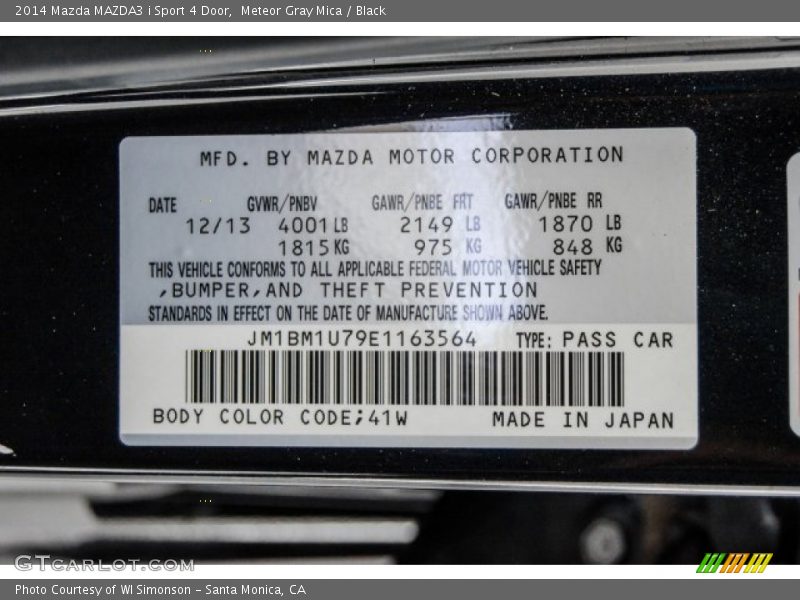 2014 Mazda MAZDA3 i Sport 4 Door, Meteor Gray Mica / Black
MFD. BY MAZDA MOTOR CORPORATION
DATE GVWR/PNBV GAWR/PNBE FRT GAWR/PNBE RR
12/13 4001 LB 2149 LB 1870 LB
1815 KG 975 KG 848 KG
THIS VEHICLE CONFORMS TO ALL APPLICABLE FEDERAL MOTOR VEHICLE SAFETY
,BUMPER,AND THEFT PREVENTION
STANDARDS IN EFFECT ON THE DATE OF MANUFACTURE SHOWN ABOVE.
JM1BM1U79E1163564 TYPE: PASS CAR
BODY COLOR CODE;41W MADE IN JAPAN
GTCARLOT.COM
Photo Courtesy of WI Simonson - Santa Monica, CA